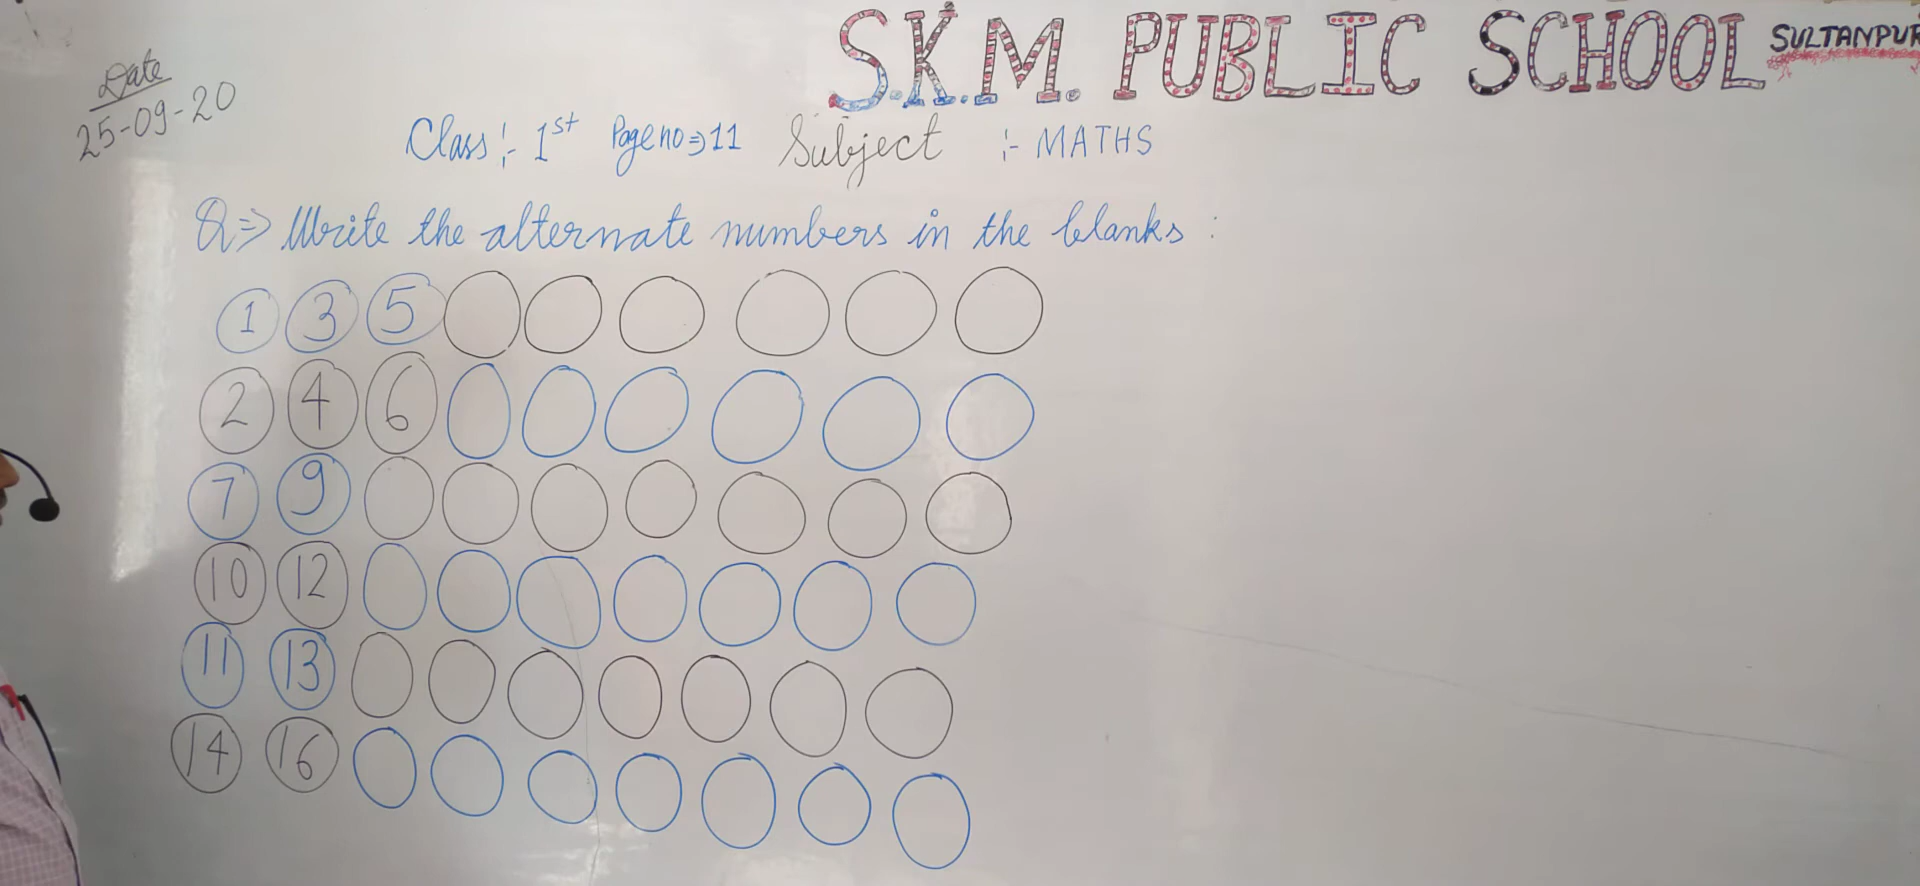 S.K.M. PUBLIC SCHOOL SULTANPUR
Date
25-09-20
Class :- 1st Page no⇒11 Subject :- MATHS
Q⇒ Write the alternate numbers in the blanks :
1 3 5
2 4 6
7 9
10 12
11 13
14 16